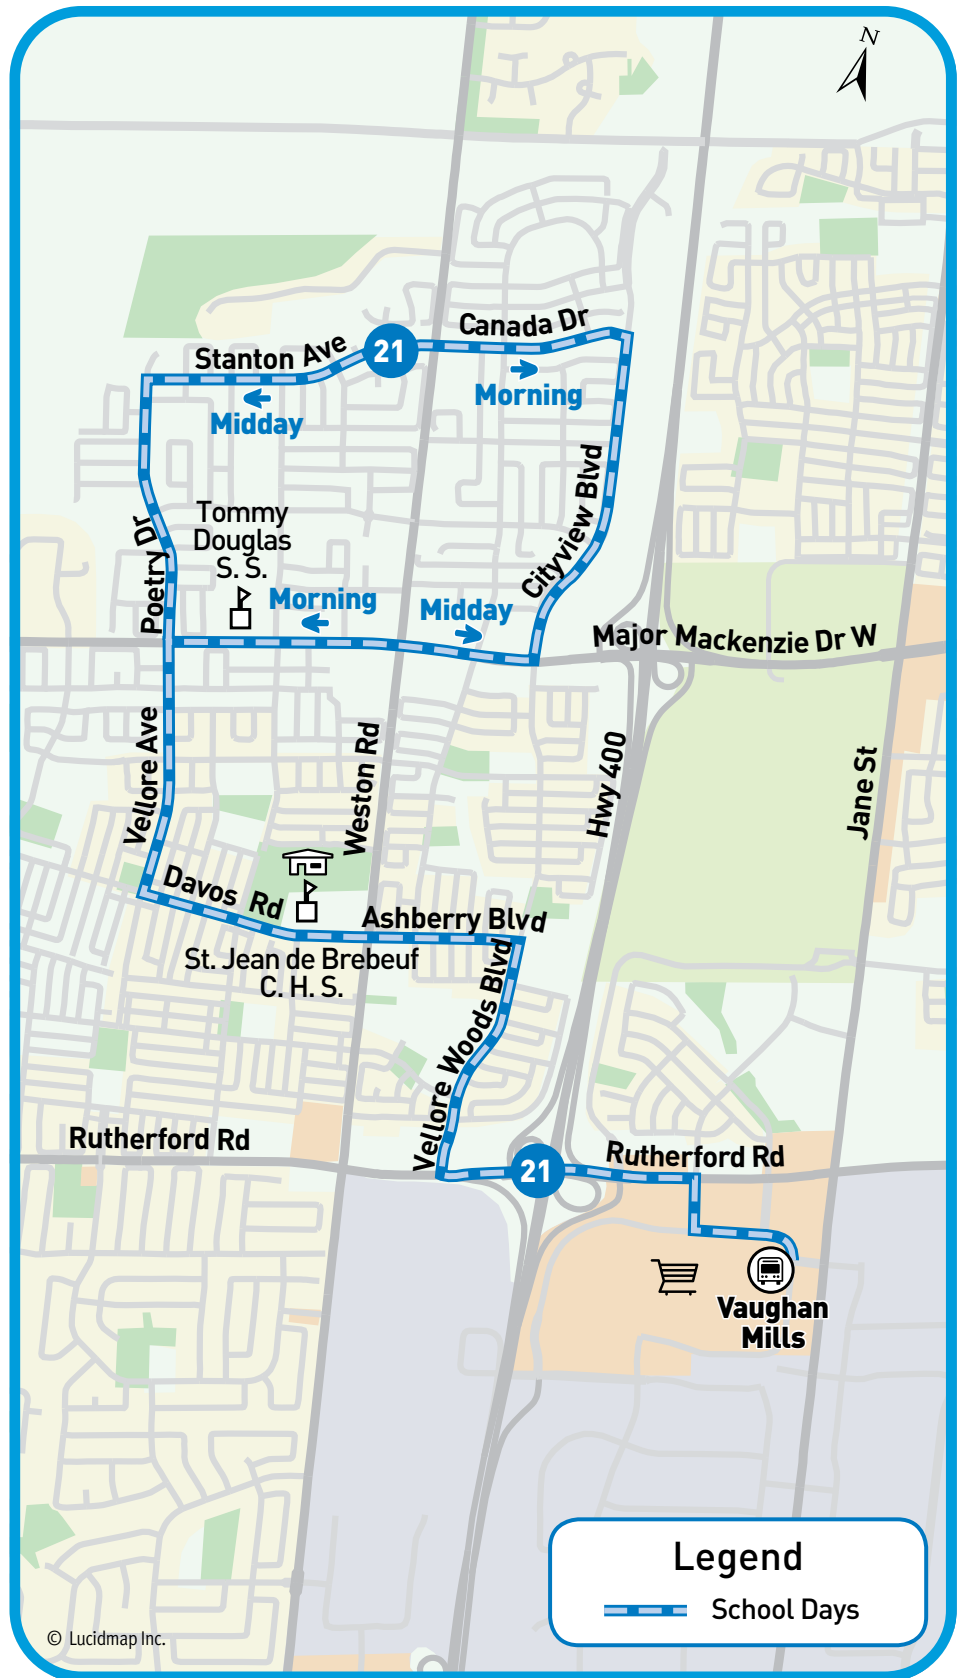 N
Canada Dr
Stanton Ave
21
Morning
Midday
Cityview Blvd
Tommy
Douglas
S. S.
Poetry Dr
Morning
Midday
Major Mackenzie Dr W
Vellore Ave
Weston Rd
Hwy 400
Jane St
Davos Rd
Ashberry Blvd
St. Jean de Brebeuf
C. H. S.
Vellore Woods Blvd
Rutherford Rd
21
Rutherford Rd
Vaughan
Mills
Legend
School Days
© Lucidmap Inc.